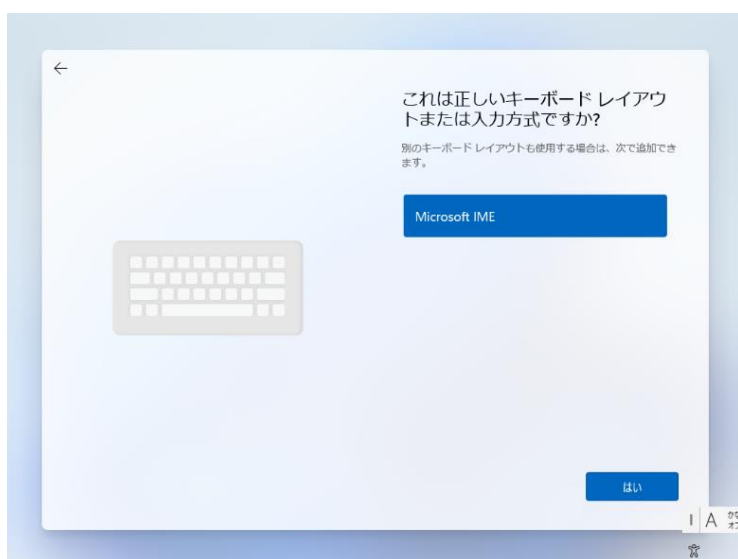 これは正しいキーボード レイアウ
トまたは入力方式ですか?
別のキーボード レイアウトも使用する場合は、次で追加でき
ます。
Microsoft IME
はい
A